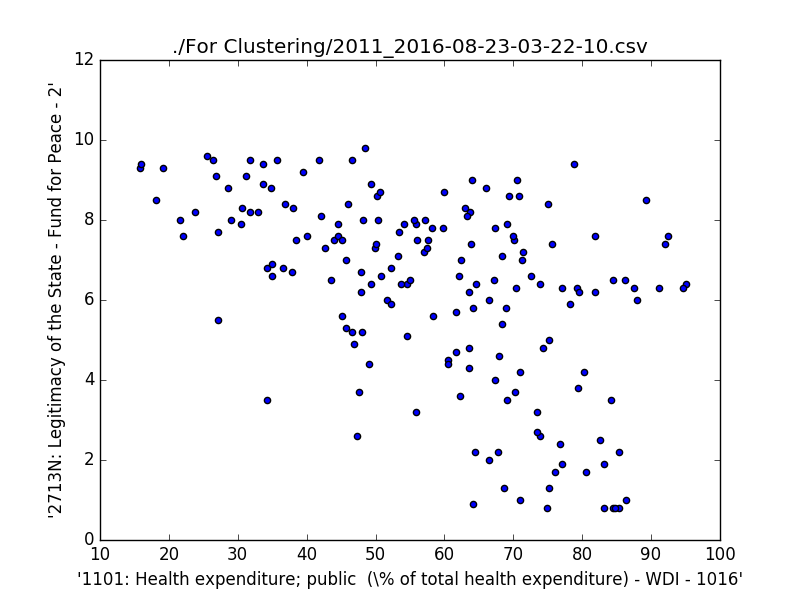 ./For Clustering/2011_2016-08-23-03-22-10.csv
'2713N: Legitimacy of the State - Fund for Peace - 2'
12
10
8
6
4
2
0
10 20 30 40 50 60 70 80 90 100
'1101: Health expenditure; public  (\% of total health expenditure) - WDI - 1016'